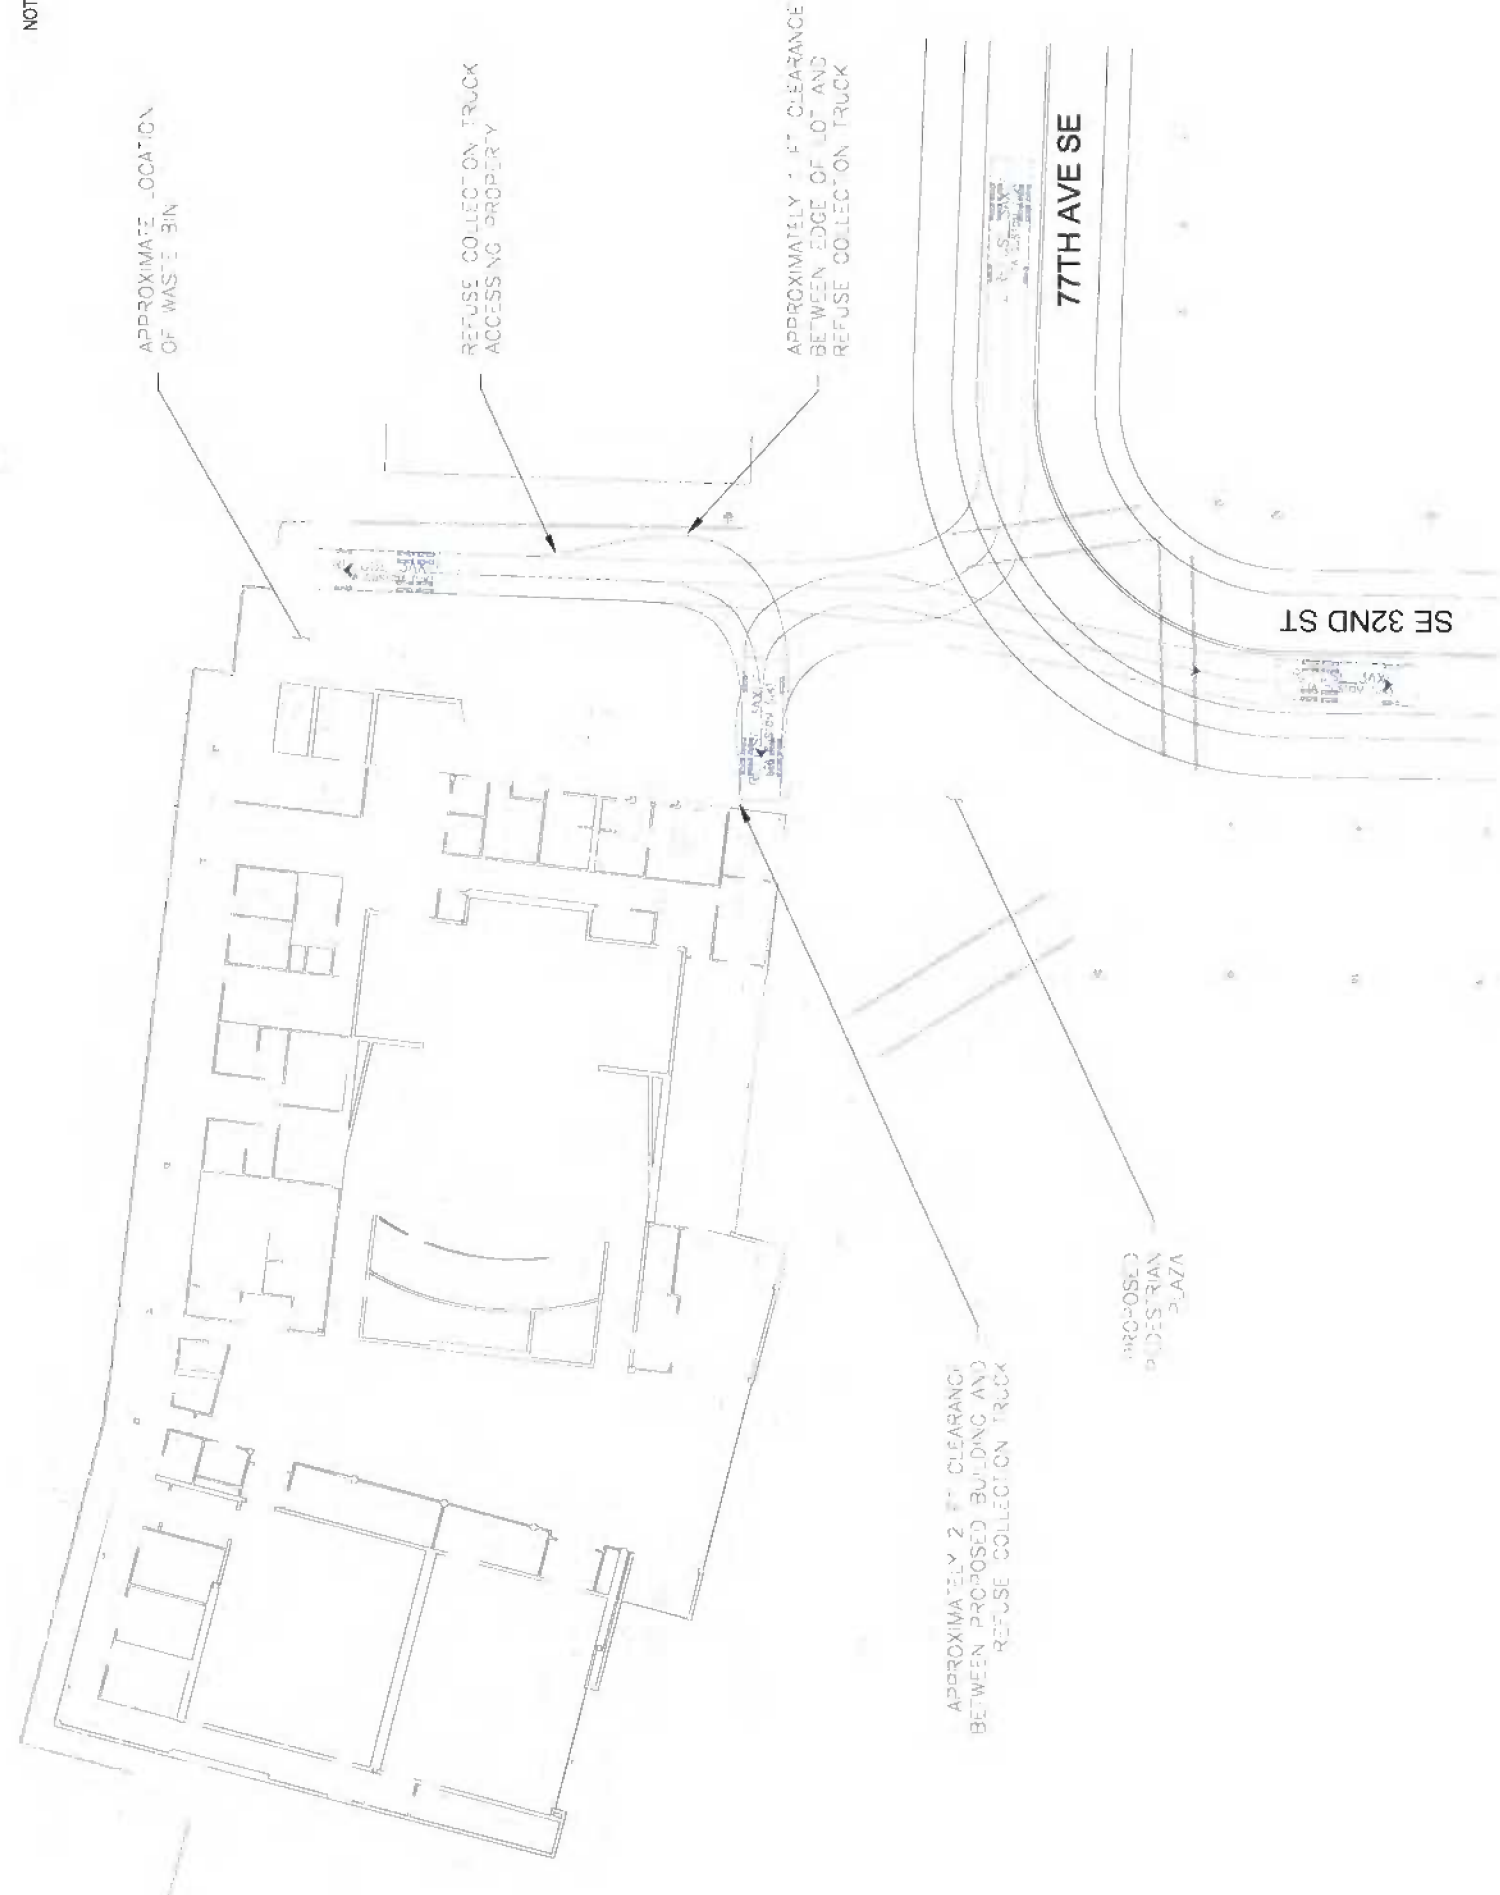 NOT
APPROXIMATE LOCATION
OF WASTE BIN
REFUSE COLLECTION TRUCK
ACCESSING PROPERTY
APPROXIMATELY FT CLEARANCE
BETWEEN EDGE OF LOT AND
REFUSE COLLECTION TRUCK
77TH AVE SE
SE 32ND ST
APPROXIMATELY 2 FT CLEARANCE
BETWEEN PROPOSED BUILDING AND
REFUSE COLLECTION TRUCK
PROPOSED
PEDESTRIAN
PLAZA